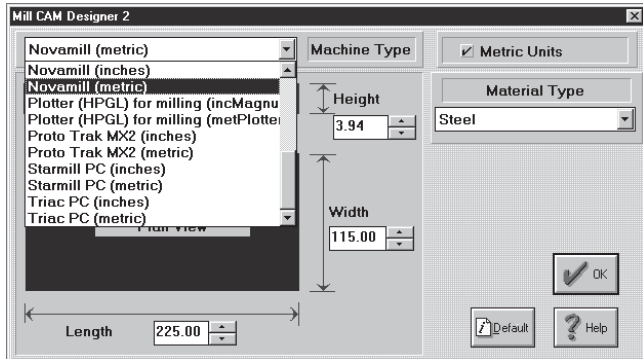 Mill CAM Designer 2
Novamill (metric)
Machine Type
Metric Units
Novamill (inches)
Novamill (metric)
Plotter (HPGL) for milling (incMagnu
Plotter (HPGL) for milling (metPlotter
Proto Trak MX2 (inches)
Proto Trak MX2 (metric)
Starmill PC (inches)
Starmill PC (metric)
Triac PC (inches)
Triac PC (metric)
Plan View
Height
3.94
Material Type
Steel
Width
115.00
Length
225.00
OK
Default
Help